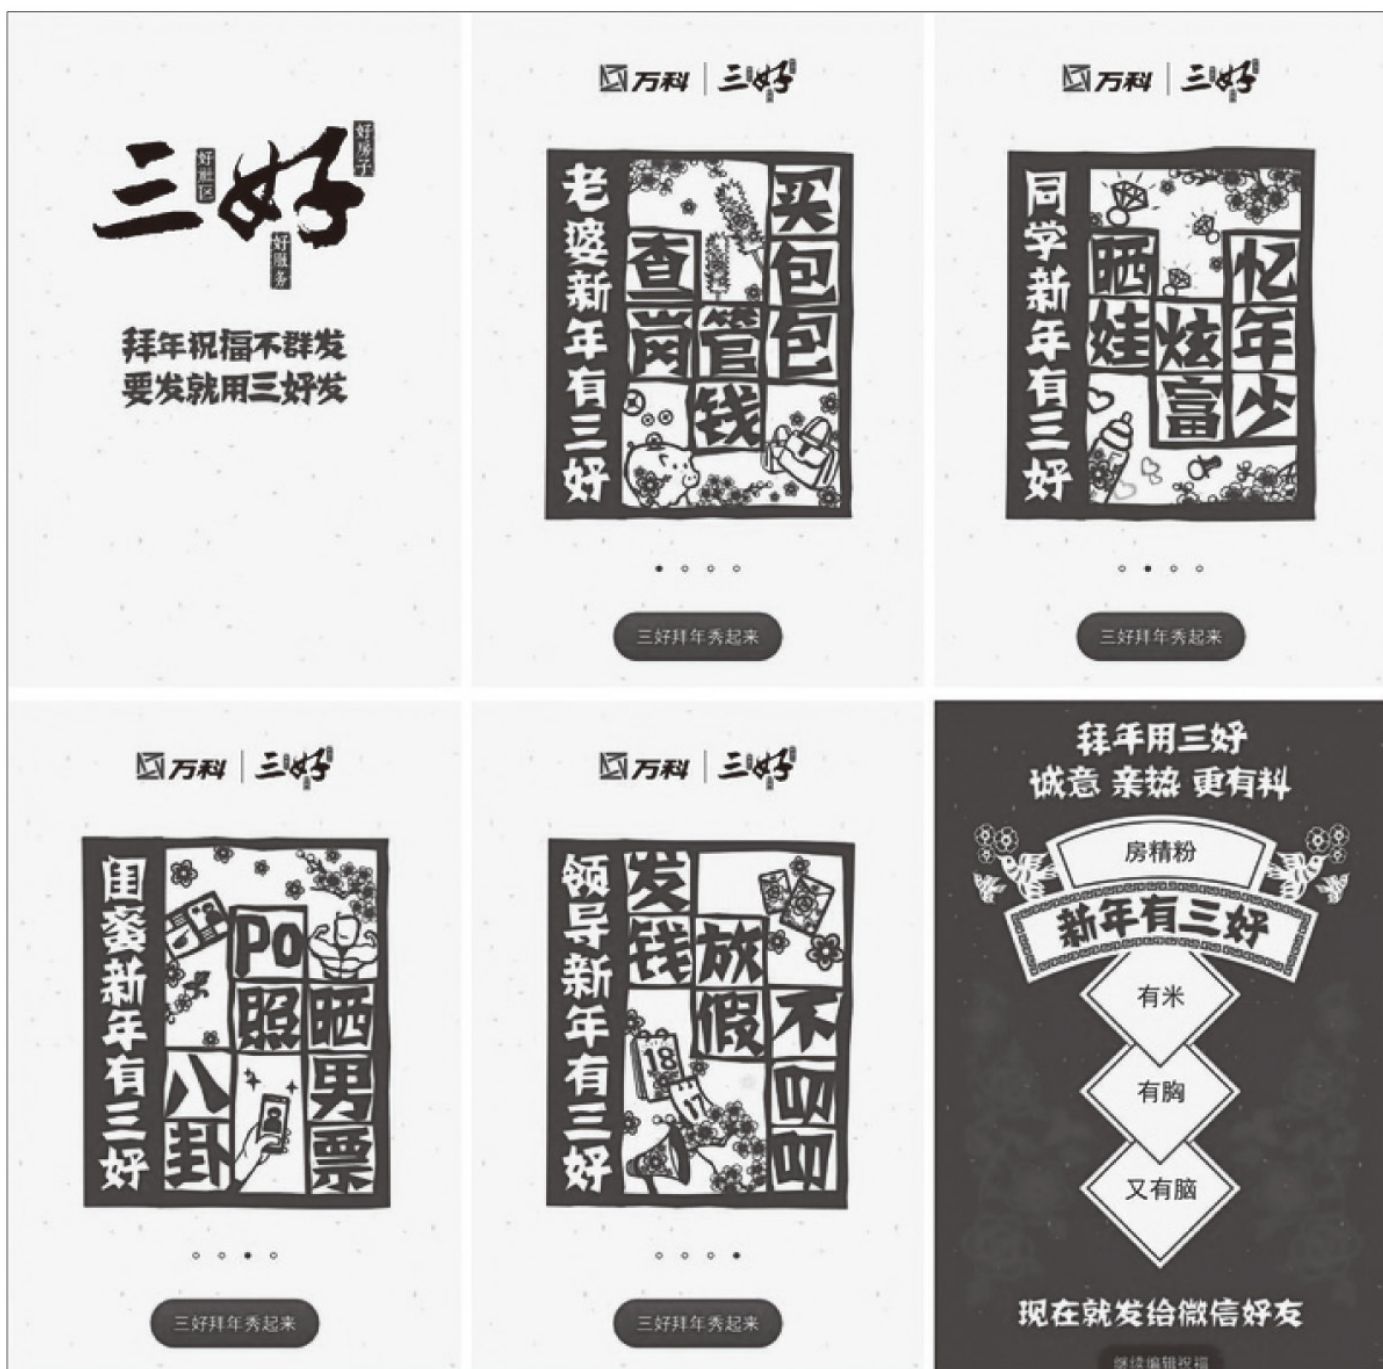 三好
好社区
好服务
好房子
拜年祝福不群发
要发就用三好发
万科 三好
老婆新年有三好
查岗
管钱
买包包
三好拜年秀起来
万科 三好
同学新年有三好
晒娃
炫富
忆年少
三好拜年秀起来
万科 三好
闺蜜新年有三好
八卦
PO照
晒男票
三好拜年秀起来
万科 三好
领导新年有三好
发钱
放假
不叨叨
18
17
三好拜年秀起来
拜年用三好
诚意 亲热 更有料
房精粉
新年有三好
有米
有胸
又有脑
现在就发给微信好友
继续编辑祝福